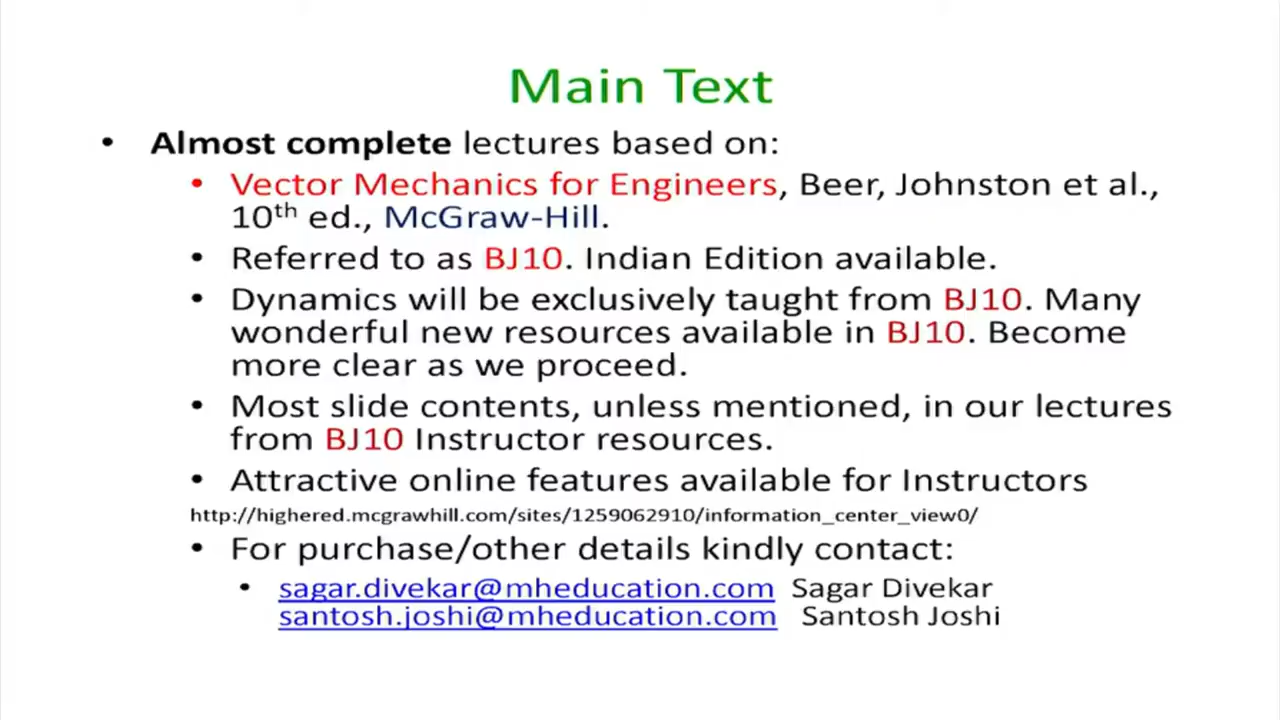 Main Text
• Almost complete lectures based on:
• Vector Mechanics for Engineers, Beer, Johnston et al.,
10th ed., McGraw-Hill.
• Referred to as BJ10. Indian Edition available.
• Dynamics will be exclusively taught from BJ10. Many
wonderful new resources available in BJ10. Become
more clear as we proceed.
• Most slide contents, unless mentioned, in our lectures
from BJ10 Instructor resources.
• Attractive online features available for Instructors
http://highered.mcgrawhill.com/sites/1259062910/information_center_view0/
• For purchase/other details kindly contact:
• sagar.divekar@mheducation.com Sagar Divekar
santosh.joshi@mheducation.com Santosh Joshi